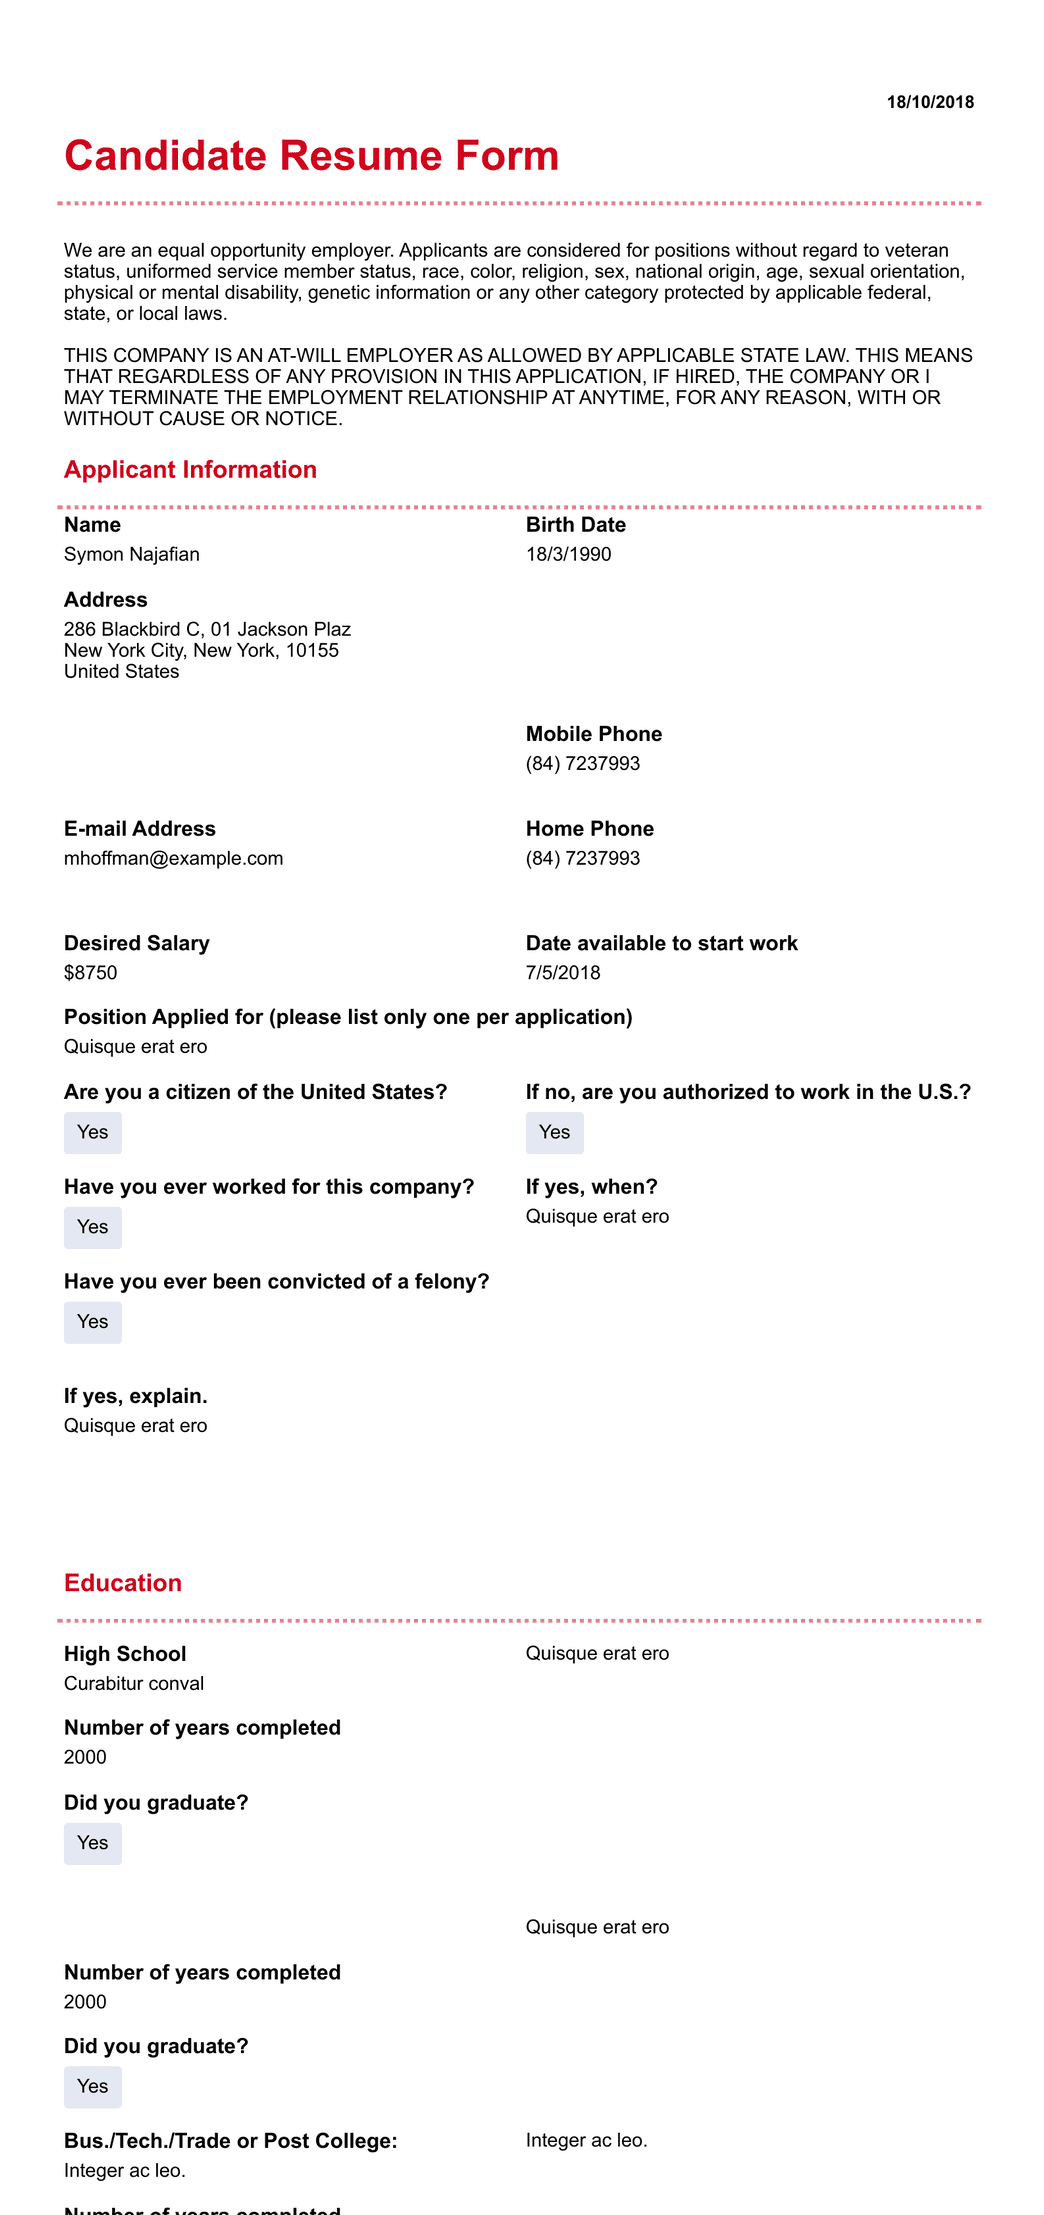 18/10/2018
Candidate Resume Form
We are an equal opportunity employer. Applicants are considered for positions without regard to veteran
status, uniformed service member status, race, color, religion, sex, national origin, age, sexual orientation,
physical or mental disability, genetic information or any other category protected by applicable federal,
state, or local laws.
THIS COMPANY IS AN AT-WILL EMPLOYER AS ALLOWED BY APPLICABLE STATE LAW. THIS MEANS
THAT REGARDLESS OF ANY PROVISION IN THIS APPLICATION, IF HIRED, THE COMPANY OR I
MAY TERMINATE THE EMPLOYMENT RELATIONSHIP AT ANYTIME, FOR ANY REASON, WITH OR
WITHOUT CAUSE OR NOTICE.
Applicant Information
Name
Symon Najafian
Birth Date
18/3/1990
Address
286 Blackbird C, 01 Jackson Plaz
New York City, New York, 10155
United States
Mobile Phone
(84) 7237993
E-mail Address
mhoffman@example.com
Home Phone
(84) 7237993
Desired Salary
$8750
Date available to start work
7/5/2018
Position Applied for (please list only one per application)
Quisque erat ero
Are you a citizen of the United States?
Yes
If no, are you authorized to work in the U.S.?
Yes
Have you ever worked for this company?
Yes
If yes, when?
Quisque erat ero
Have you ever been convicted of a felony?
Yes
If yes, explain.
Quisque erat ero
Education
High School
Curabitur conval
Quisque erat ero
Number of years completed
2000
Did you graduate?
Yes
Quisque erat ero
Number of years completed
2000
Did you graduate?
Yes
Bus./Tech./Trade or Post College:
Integer ac leo.
Integer ac leo.
Number of years completed